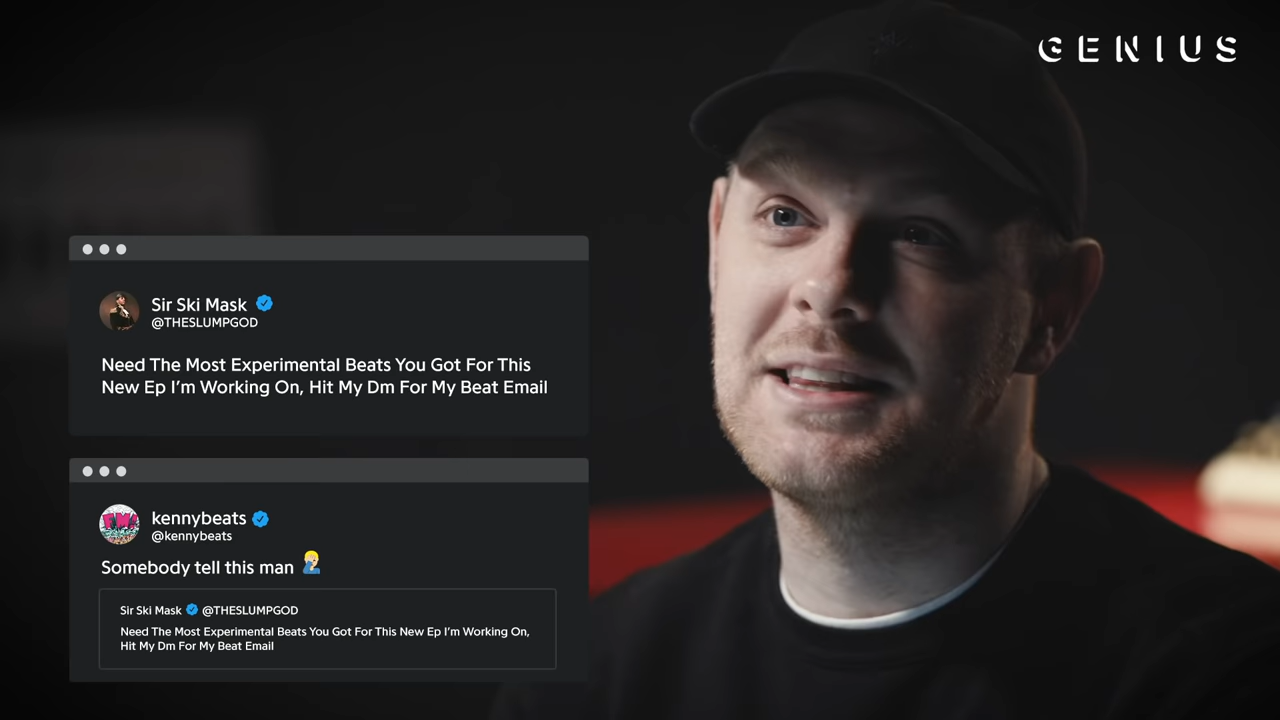 GENIUS
Sir Ski Mask
@THESLUMPGOD
Need The Most Experimental Beats You Got For This
New Ep I’m Working On, Hit My Dm For My Beat Email
kennybeats
@kennybeats
Somebody tell this man 🤦🏼‍♂️
Sir Ski Mask @THESLUMPGOD
Need The Most Experimental Beats You Got For This New Ep I’m Working On,
Hit My Dm For My Beat Email